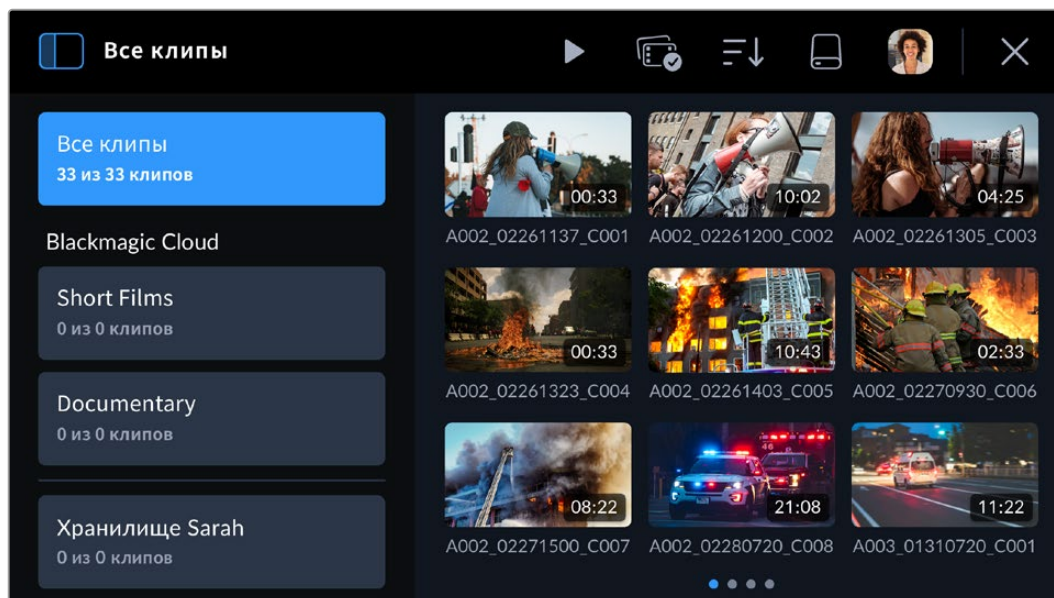 Все клипы
Все клипы
33 из 33 клипов
Blackmagic Cloud
Short Films
0 из 0 клипов
Documentary
0 из 0 клипов
Хранилище Sarah
0 из 0 клипов
00:33
10:02
04:25
A002_02261137_C001
A002_02261200_C002
A002_02261305_C003
00:33
10:43
02:33
A002_02261323_C004
A002_02261403_C005
A002_02270930_C006
08:22
21:08
11:22
A002_02271500_C007
A002_02280720_C008
A003_01310720_C001